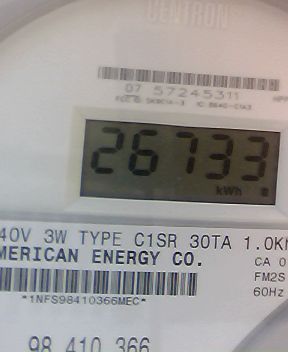 CENTRON
07 57245311
26733
kWh
40V 3W TYPE C1SR 30TA 1.0K
MERICAN ENERGY CO.
CA 0
FM2S
60Hz
*1NFS98410366MEC*
98 410 366